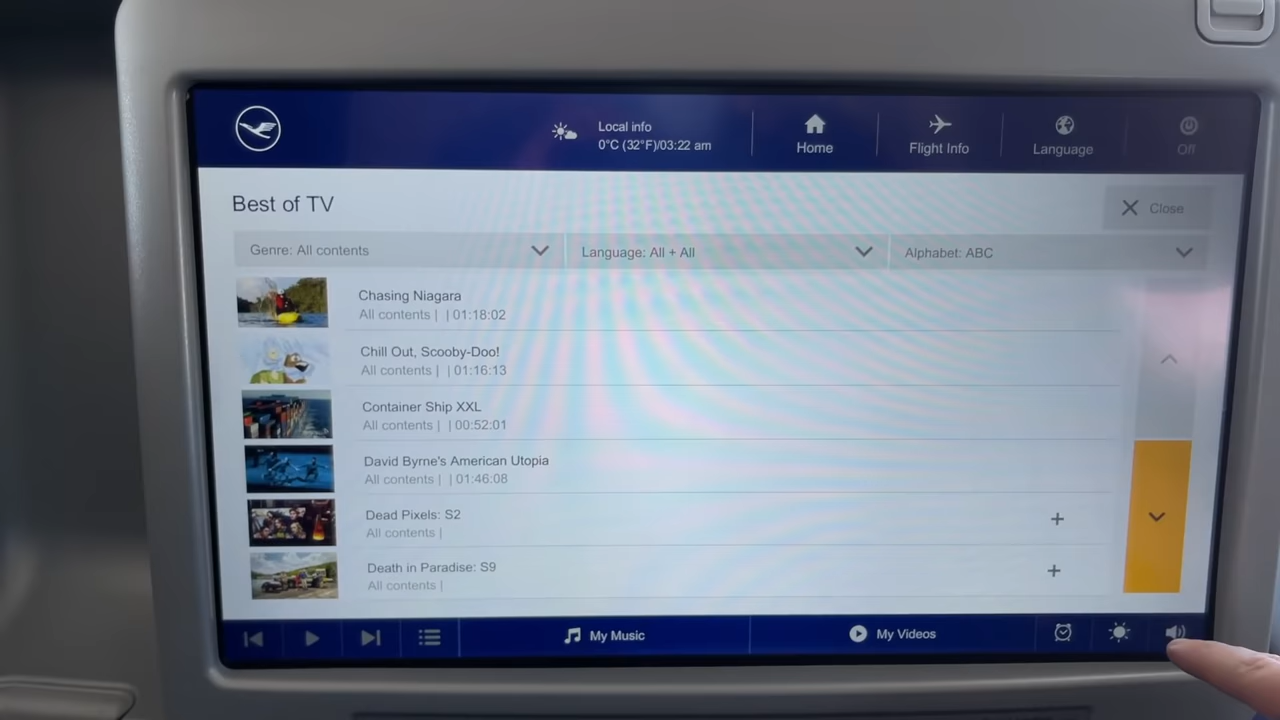 Local info
0°C (32°F)/03:22 am
Home
Flight Info
Language
Off
Best of TV
Close
Genre: All contents
Language: All + All
Alphabet: ABC
Chasing Niagara
All contents | | 01:18:02
Chill Out, Scooby-Doo!
All contents | | 01:16:13
Container Ship XXL
All contents | | 00:52:01
David Byrne's American Utopia
All contents | | 01:46:08
Dead Pixels: S2
All contents |
Death in Paradise: S9
All contents |
My Music
My Videos